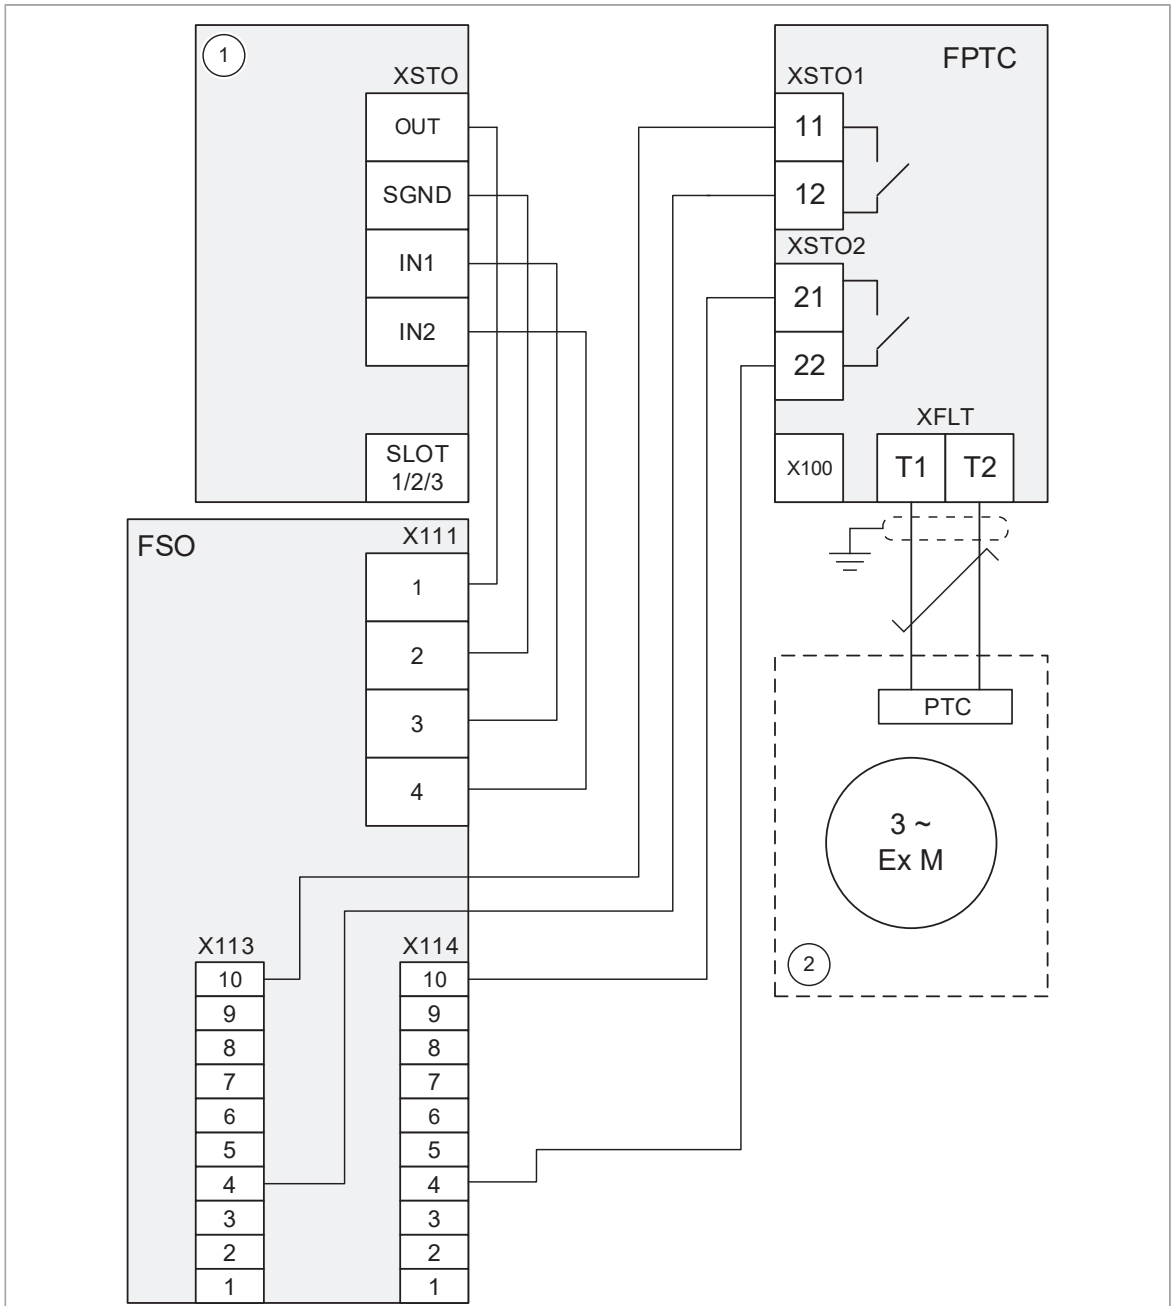 1
XSTO
OUT
SGND
IN1
IN2
SLOT
1/2/3
FPTC
XSTO1
11
12
XSTO2
21
22
XFLT
X100
T1
T2
FSO
X111
1
2
3
4
PTC
3 ~
Ex M
2
X113
10
9
8
7
6
5
4
3
2
1
X114
10
9
8
7
6
5
4
3
2
1